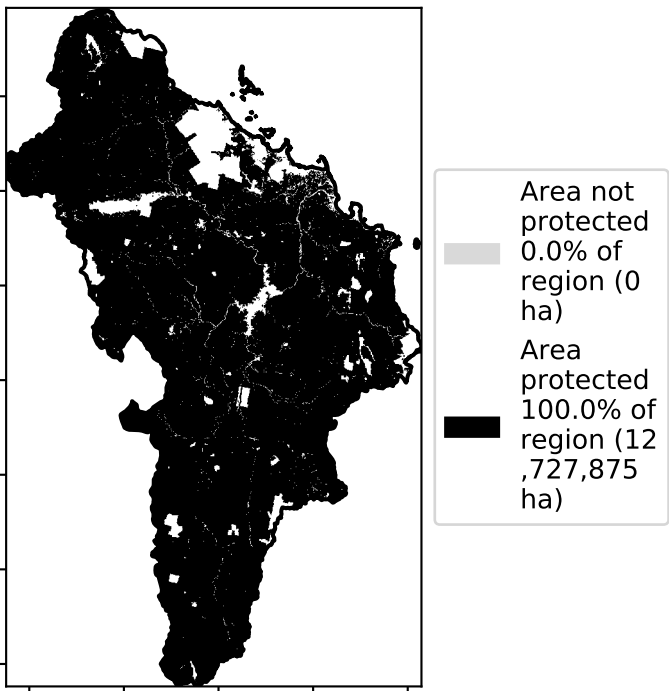 Area not
protected
0.0% of
region (0
ha)
Area
protected
100.0% of
region (12
,727,875
ha)